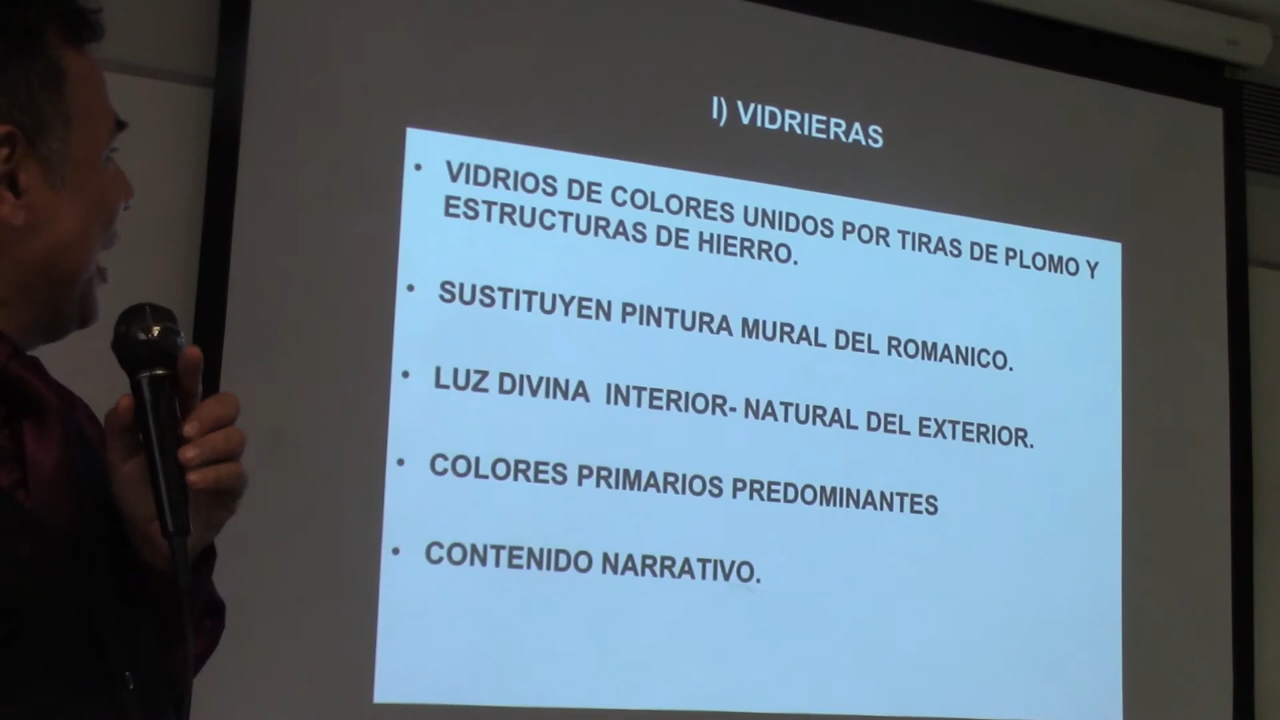 I) VIDRIERAS
• VIDRIOS DE COLORES UNIDOS POR TIRAS DE PLOMO Y
ESTRUCTURAS DE HIERRO.
• SUSTITUYEN PINTURA MURAL DEL ROMANICO.
• LUZ DIVINA INTERIOR- NATURAL DEL EXTERIOR.
• COLORES PRIMARIOS PREDOMINANTES
• CONTENIDO NARRATIVO.